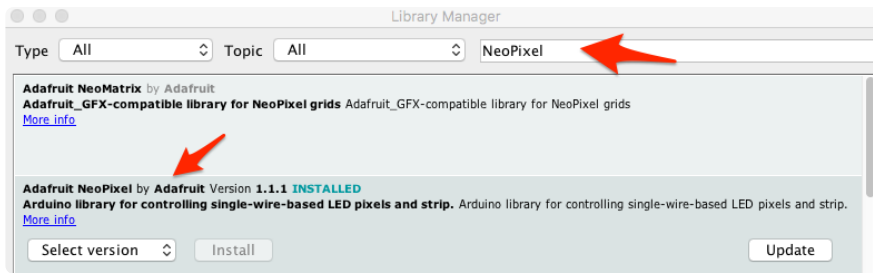 Library Manager
Type All Topic All NeoPixel
Adafruit NeoMatrix by Adafruit
Adafruit_GFX-compatible library for NeoPixel grids Adafruit_GFX-compatible library for NeoPixel grids
More info
Adafruit NeoPixel by Adafruit Version 1.1.1 INSTALLED
Arduino library for controlling single-wire-based LED pixels and strip. Arduino library for controlling single-wire-based LED pixels and strip.
More info
Select version Install Update